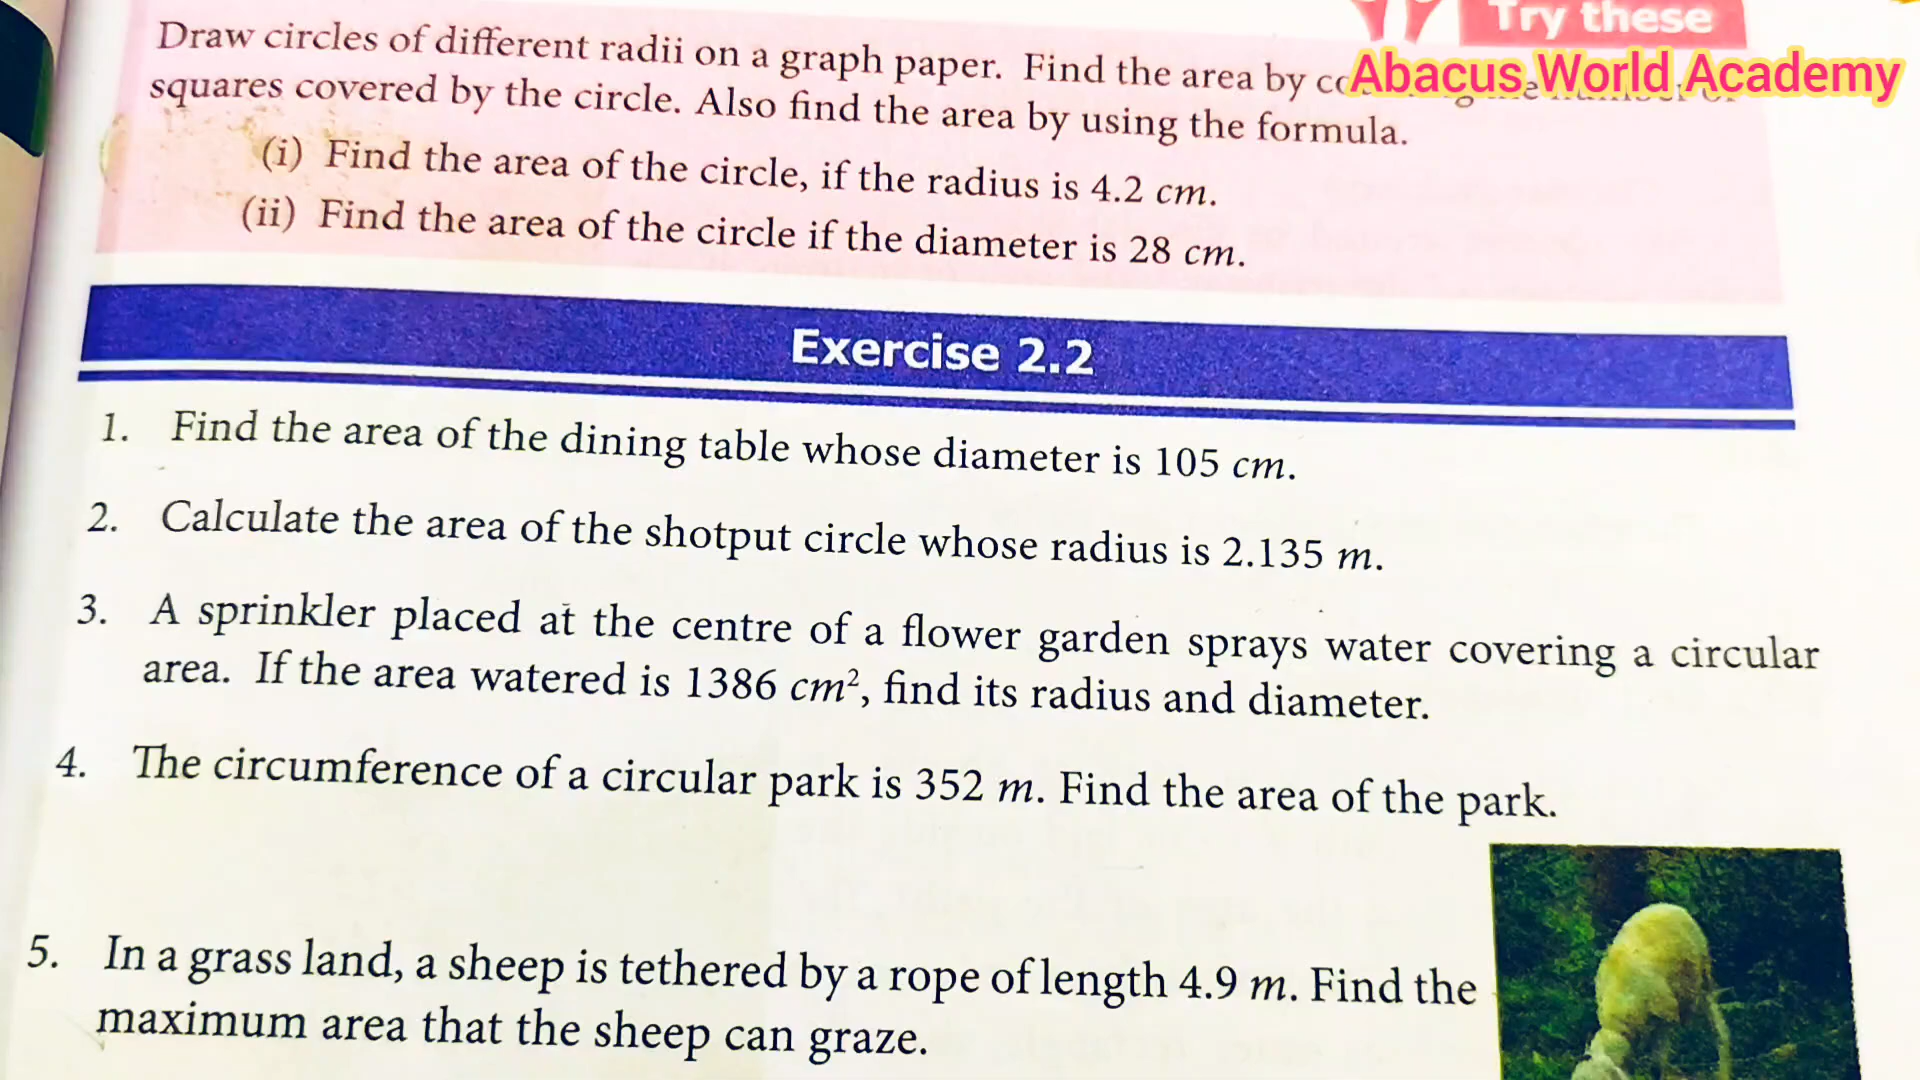 Try these
Abacus World Academy
Draw circles of different radii on a graph paper. Find the area by
squares covered by the circle. Also find the area by using the formula.
(i) Find the area of the circle, if the radius is 4.2 cm.
(ii) Find the area of the circle if the diameter is 28 cm.
Exercise 2.2
1. Find the area of the dining table whose diameter is 105 cm.
2. Calculate the area of the shotput circle whose radius is 2.135 m.
3. A sprinkler placed at the centre of a flower garden sprays water covering a circular
area. If the area watered is 1386 cm², find its radius and diameter.
4. The circumference of a circular park is 352 m. Find the area of the park.
5. In a grass land, a sheep is tethered by a rope of length 4.9 m. Find the
maximum area that the sheep can graze.